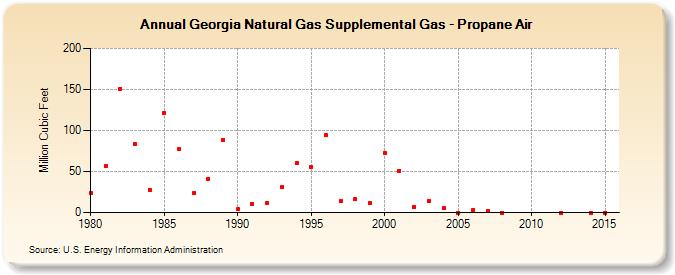 Annual Georgia Natural Gas Supplemental Gas - Propane Air
Million Cubic Feet
200
150
100
50
0
1980 1985 1990 1995 2000 2005 2010 2015
Source: U.S. Energy Information Administration